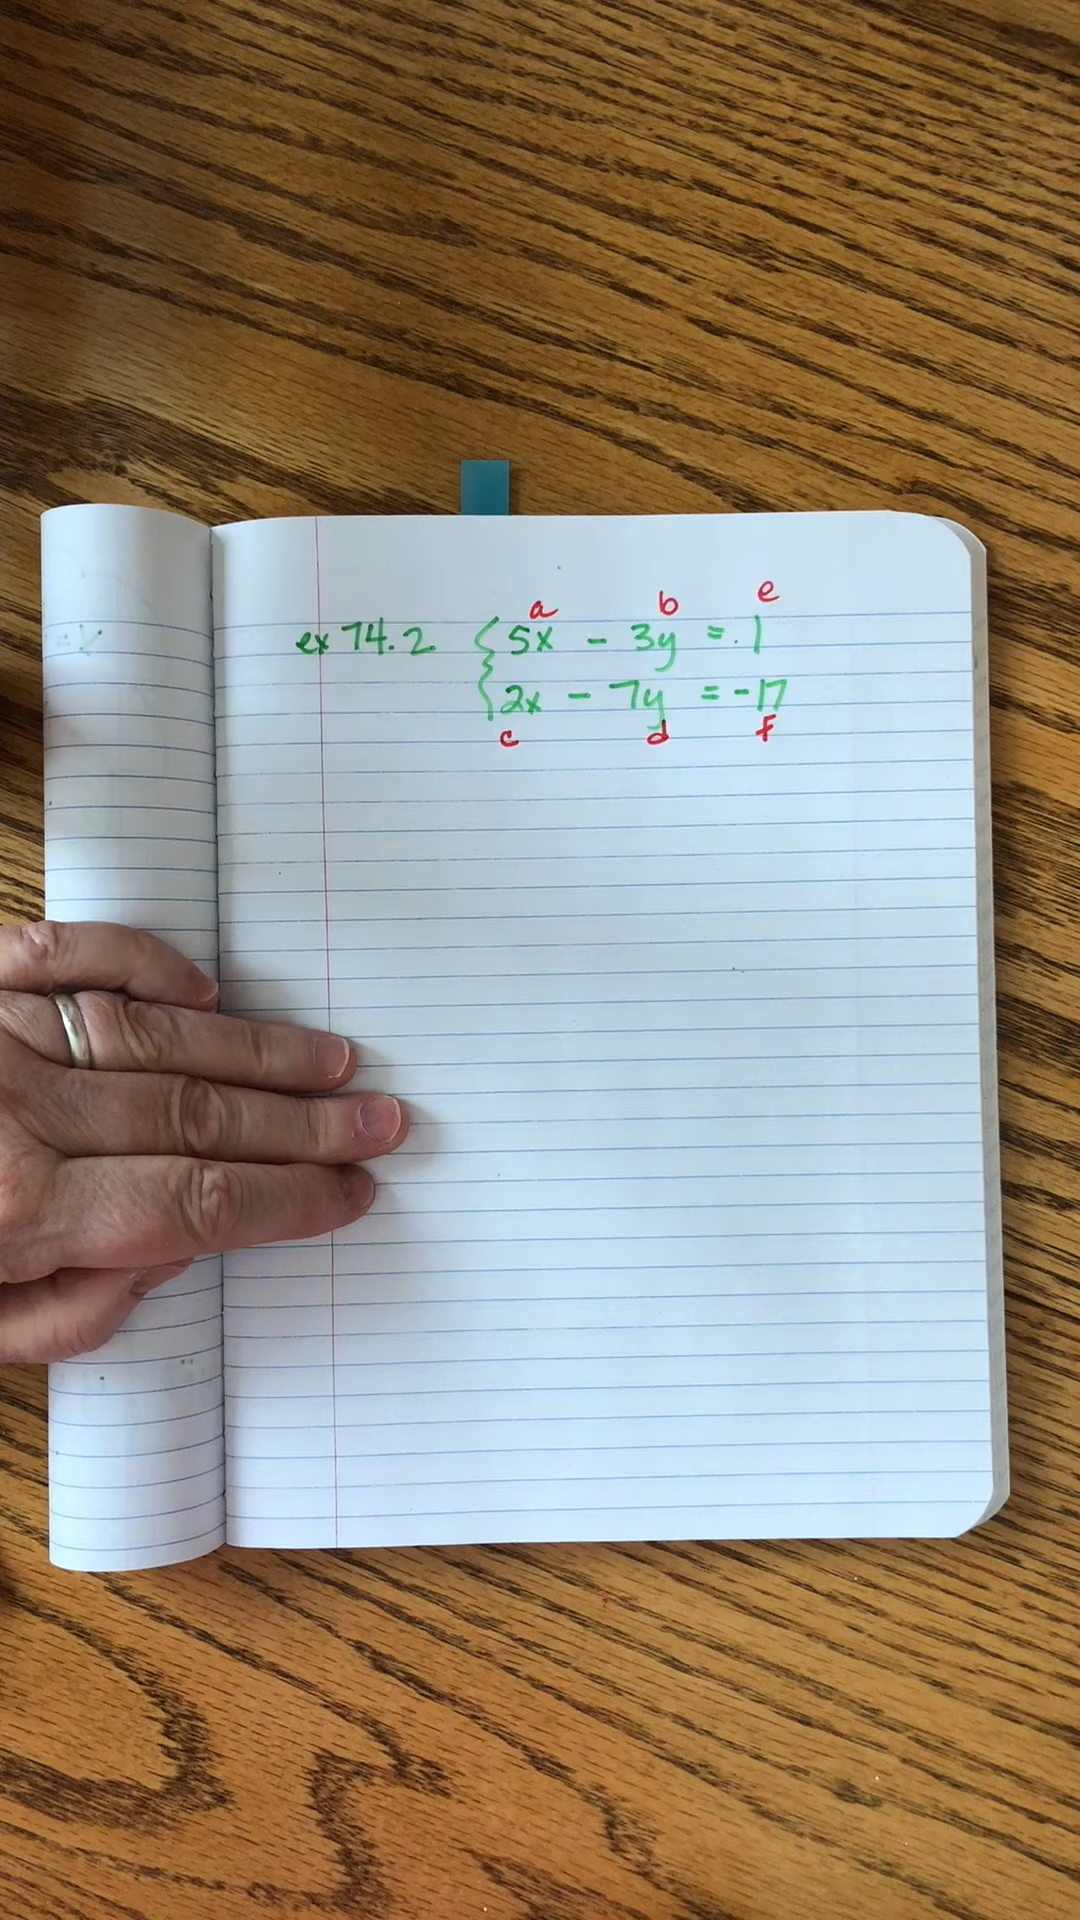 a b e
ex 74.2 { 5x - 3y = 1
2x - 7y = -17
c d f